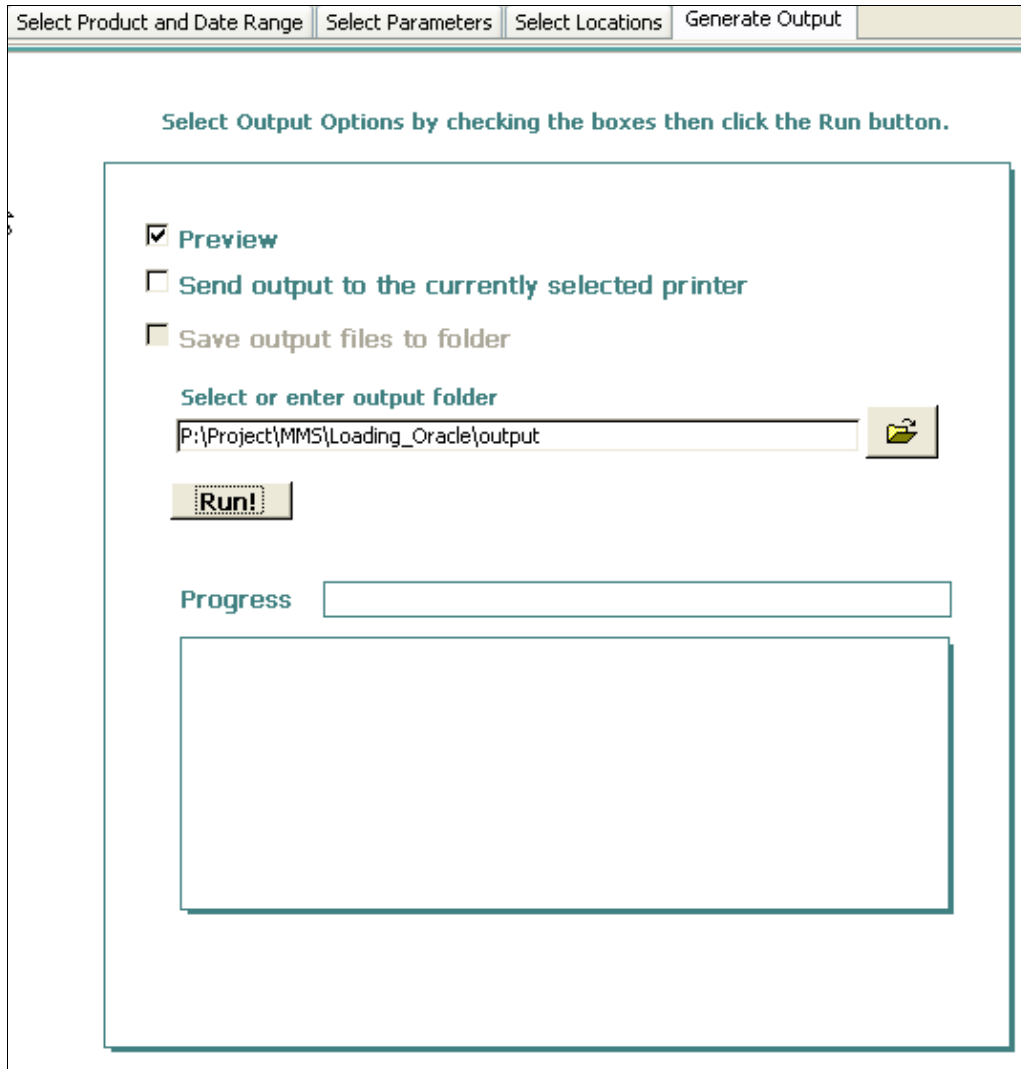 Select Product and Date Range Select Parameters Select Locations Generate Output
Select Output Options by checking the boxes then click the Run button.
Preview
Send output to the currently selected printer
Save output files to folder
Select or enter output folder
P:\Project\MMS\Loading_Oracle\output
Run!
Progress